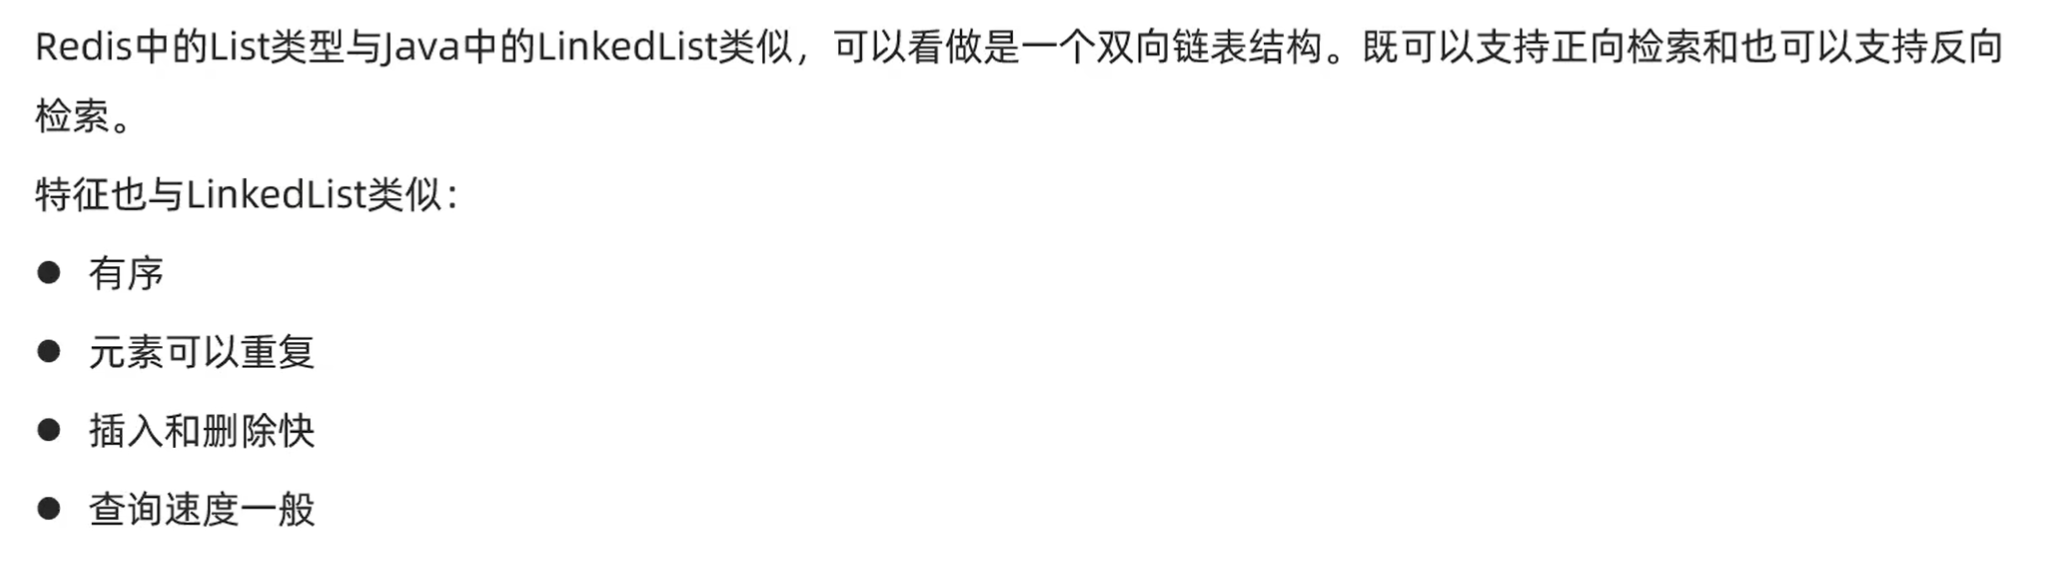 Redis中的List类型与Java中的LinkedList类似，可以看做是一个双向链表结构。既可以支持正向检索和也可以支持反向
检索。
特征也与LinkedList类似：
● 有序
● 元素可以重复
● 插入和删除快
● 查询速度一般